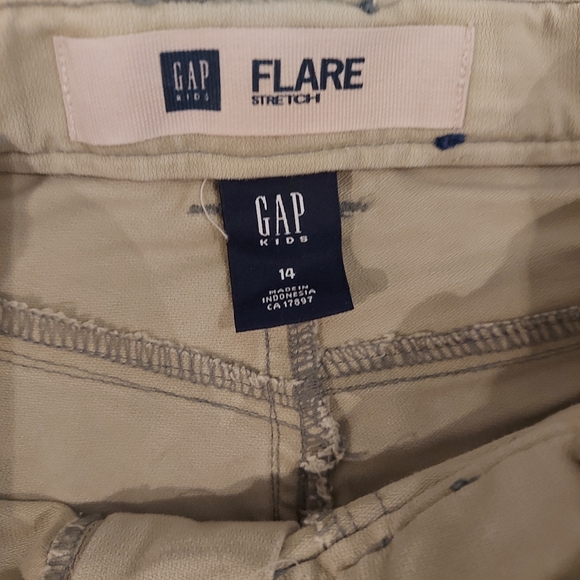 GAP
KIDS
FLARE
STRETCH
GAP
KIDS
14
MADE IN
INDONESIA
CA 17897